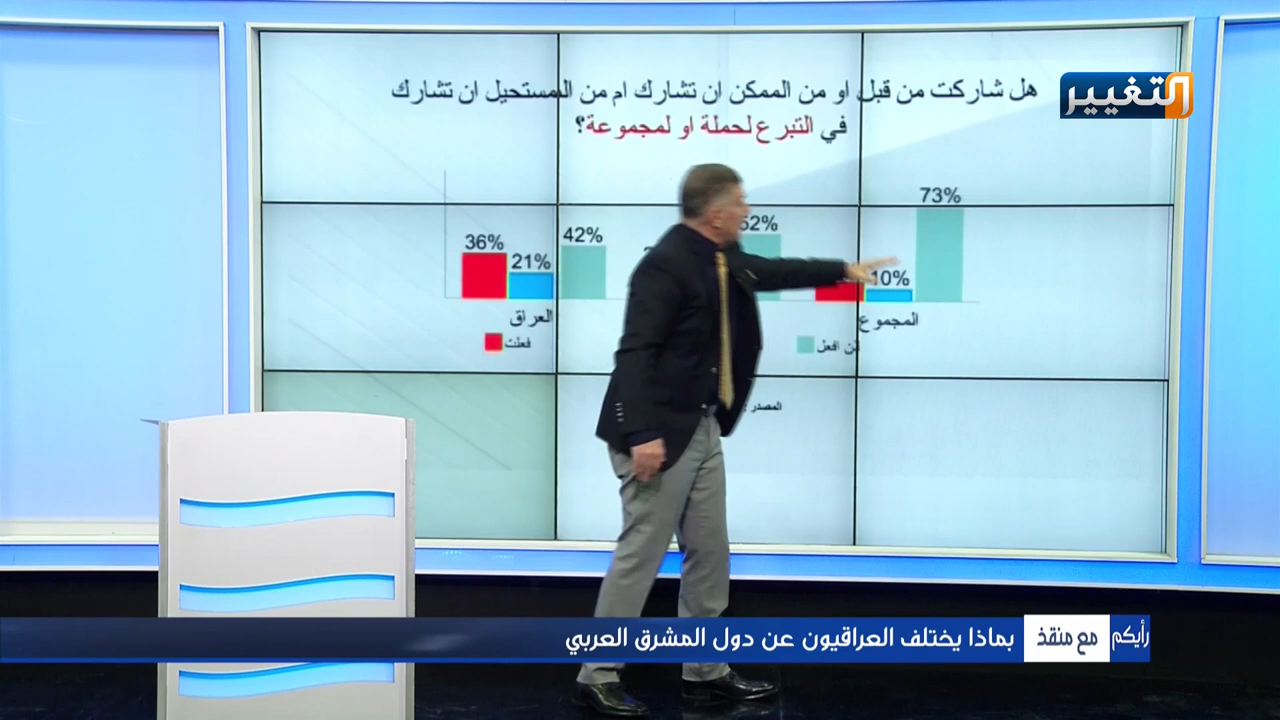 التغيير
هل شاركت من قبل او من الممكن ان تشارك ام من المستحيل ان تشارك
في التبرع لحملة او لمجموعة؟
73%
36%
21%
42%
10%
العراق
المجموع
فعلت
لن افعل
المصدر :
رأيكم
مع منقذ
بماذا يختلف العراقيون عن دول المشرق العربي